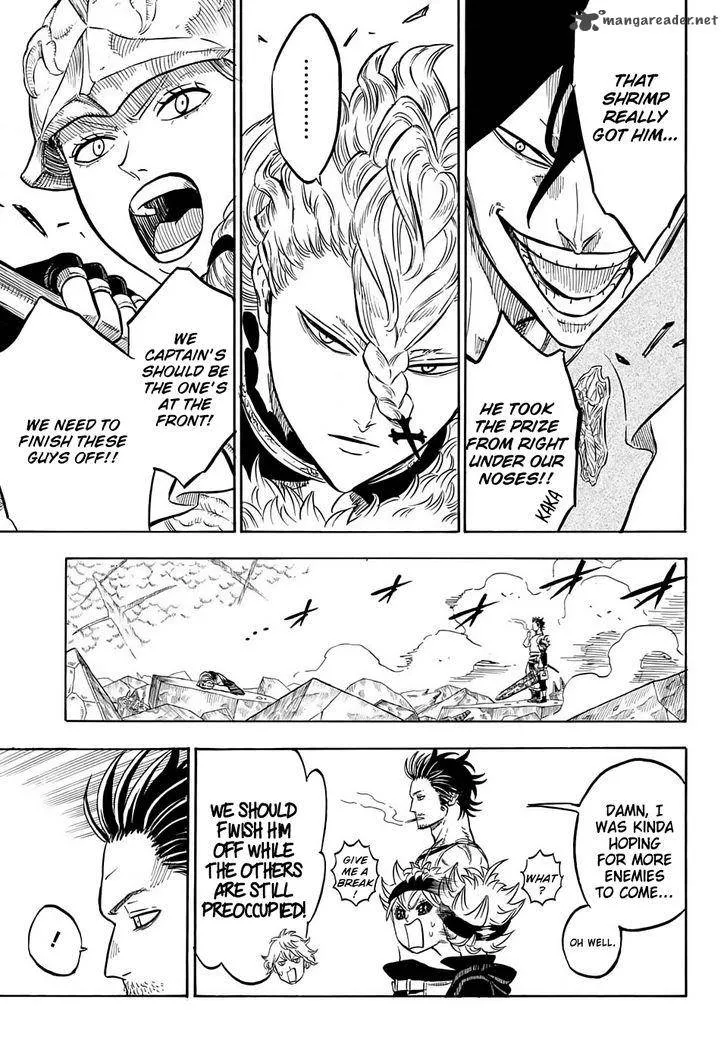 mangareader.net
THAT
SHRIMP
REALLY
GOT HIM...
HE TOOK
THE PRIZE
FROM RIGHT
UNDER OUR
NOSES!!
KAKA
.........
WE
CAPTAIN'S
SHOULD BE
THE ONE'S
AT THE
FRONT!
WE NEED TO
FINISH THESE
GUYS OFF!!
DAMN, I
WAS KINDA
HOPING
FOR MORE
ENEMIES
TO COME...
OH WELL.
WHAT
?
GIVE
ME A
BREAK
!
WE SHOULD
FINISH HIM
OFF WHILE
THE OTHERS
ARE STILL
PREOCCUPIED!
!